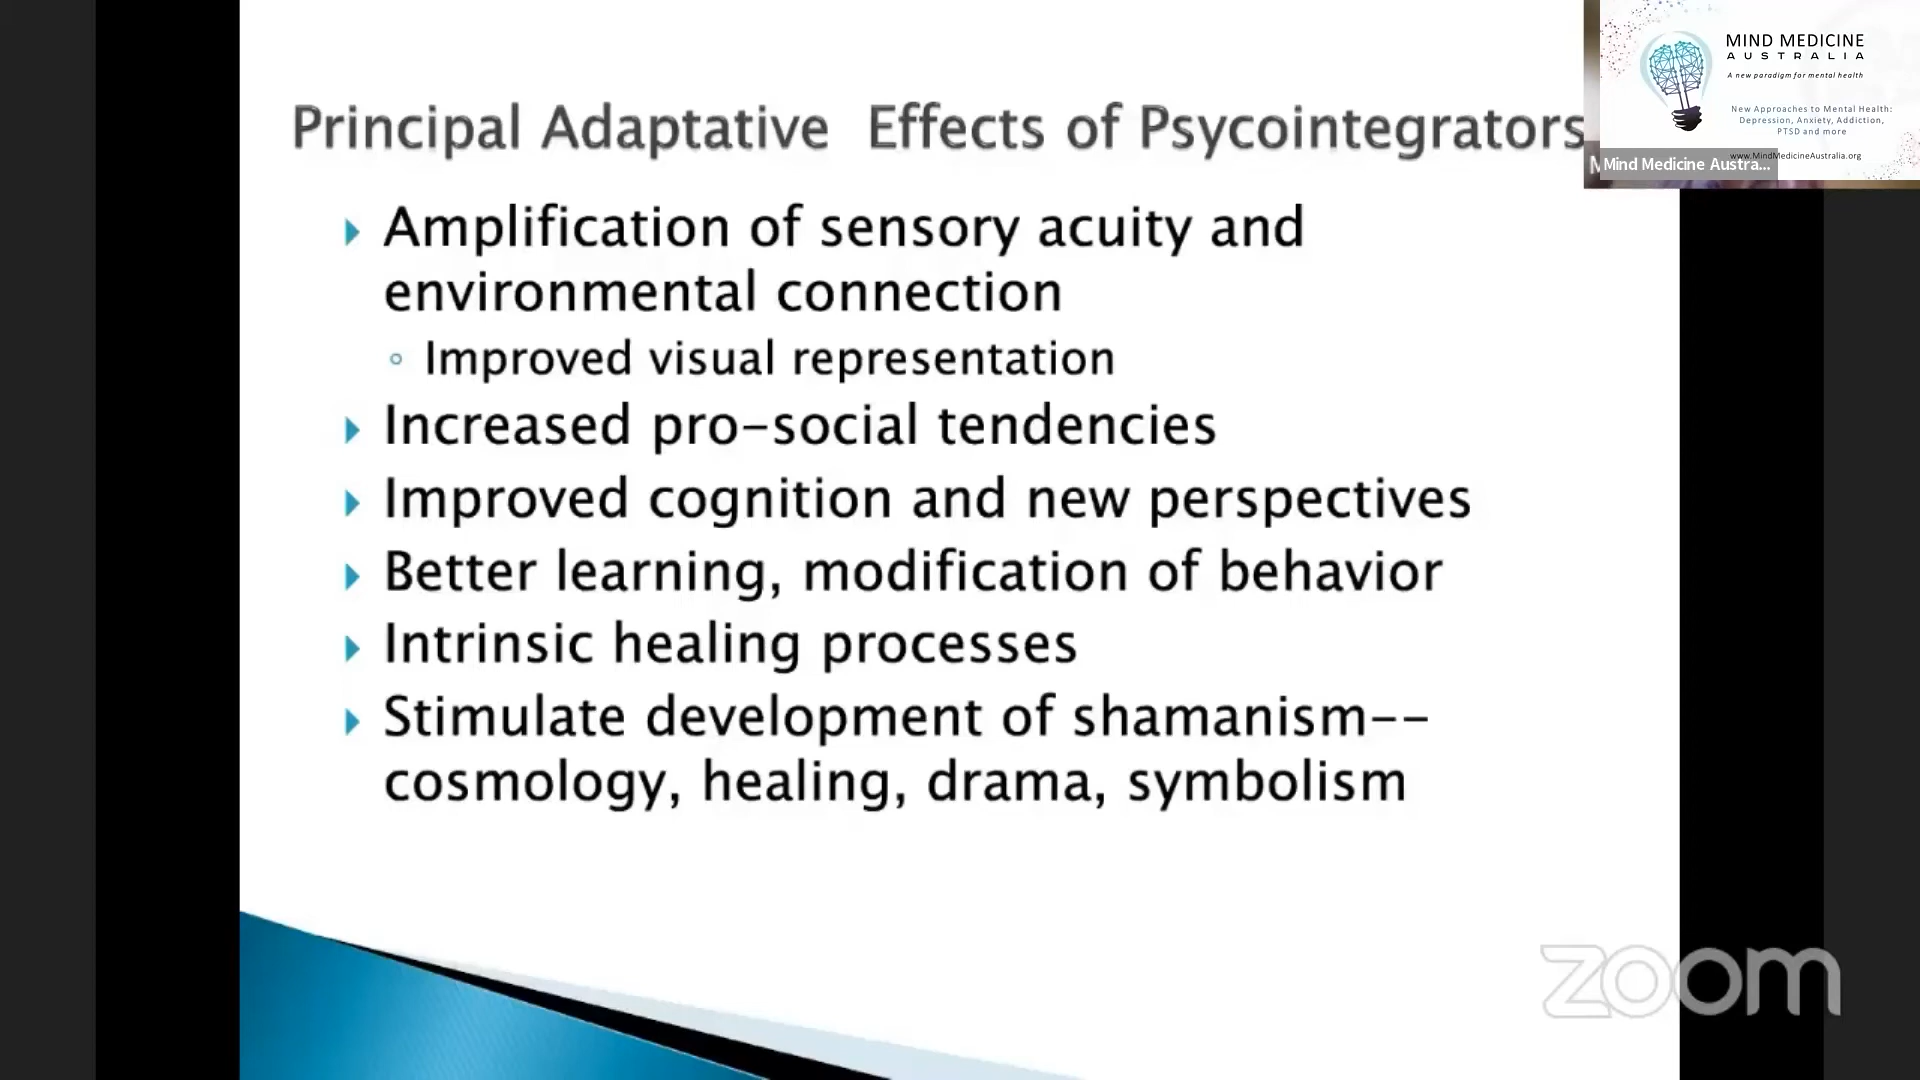 Principal Adaptative Effects of Psycointegrators
Amplification of sensory acuity and
environmental connection
Improved visual representation
Increased pro-social tendencies
Improved cognition and new perspectives
Better learning, modification of behavior
Intrinsic healing processes
Stimulate development of shamanism--
cosmology, healing, drama, symbolism
MIND MEDICINE
AUSTRALIA
A new paradigm for mental health
New Approaches to Mental Health:
Depression, Anxiety, Addiction,
PTSD and more
www.MindMedicineAustralia.org
Mind Medicine Austra...
zoom